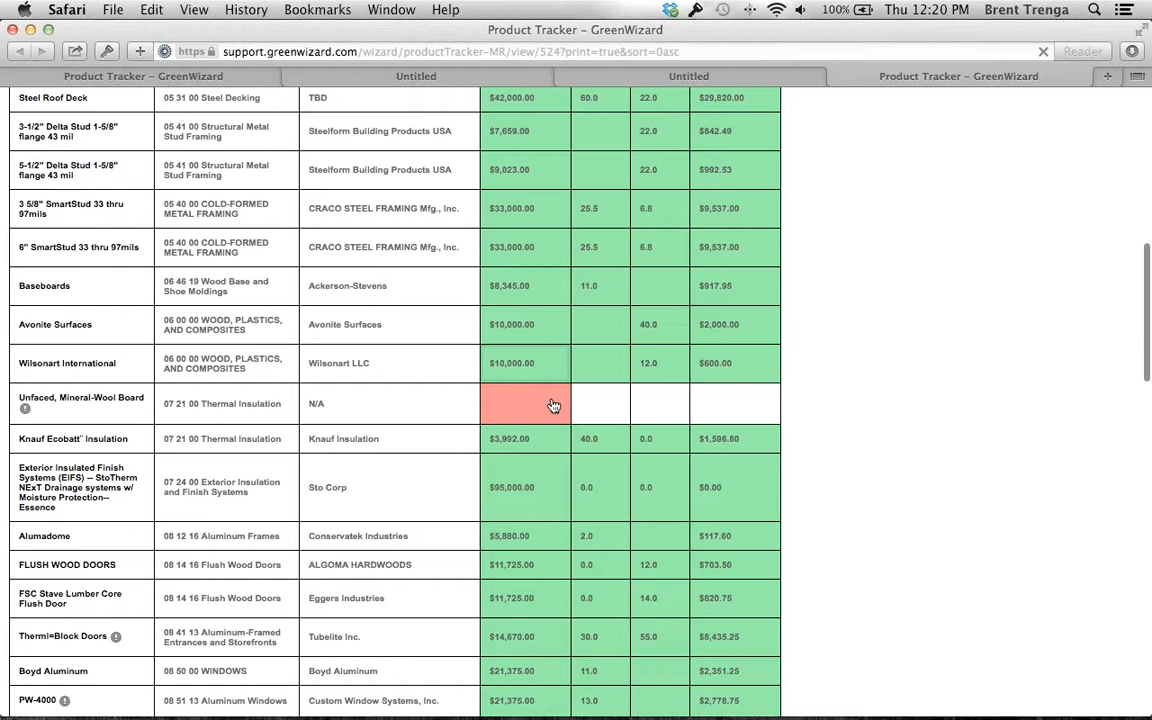 Safari File Edit View History Bookmarks Window Help 100% Thu 12:20 PM Brent Trenga
Product Tracker – GreenWizard
https support.greenwizard.com/wizard/productTracker-MR/view/524?print=true&sort=0asc Reader
Product Tracker – GreenWizard Untitled Untitled Product Tracker – GreenWizard
Steel Roof Deck 05 31 00 Steel Decking TBD $42,000.00 60.0 22.0 $29,820.00
3-1/2" Delta Stud 1-5/8" flange 43 mil 05 41 00 Structural Metal Stud Framing Steelform Building Products USA $7,659.00 22.0 $842.49
5-1/2" Delta Stud 1-5/8" flange 43 mil 05 41 00 Structural Metal Stud Framing Steelform Building Products USA $9,023.00 22.0 $992.53
3 5/8" SmartStud 33 thru 97mils 05 40 00 COLD-FORMED METAL FRAMING CRACO STEEL FRAMING Mfg., Inc. $33,000.00 25.5 6.8 $9,537.00
6" SmartStud 33 thru 97mils 05 40 00 COLD-FORMED METAL FRAMING CRACO STEEL FRAMING Mfg., Inc. $33,000.00 25.5 6.8 $9,537.00
Baseboards 06 46 19 Wood Base and Shoe Moldings Ackerson-Stevens $8,345.00 11.0 $917.95
Avonite Surfaces 06 00 00 WOOD, PLASTICS, AND COMPOSITES Avonite Surfaces $10,000.00 40.0 $2,000.00
Wilsonart International 06 00 00 WOOD, PLASTICS, AND COMPOSITES Wilsonart LLC $10,000.00 12.0 $600.00
Unfaced, Mineral-Wool Board 07 21 00 Thermal Insulation N/A
Knauf Ecobatt¨ Insulation 07 21 00 Thermal Insulation Knauf Insulation $3,992.00 40.0 0.0 $1,596.80
Exterior Insulated Finish Systems (EIFS) -- StoTherm NExT Drainage systems w/ Moisture Protection-- Essence 07 24 00 Exterior Insulation and Finish Systems Sto Corp $95,000.00 0.0 0.0 $0.00
Alumadome 08 12 16 Aluminum Frames Conservatek Industries $5,880.00 2.0 $117.60
FLUSH WOOD DOORS 08 14 16 Flush Wood Doors ALGOMA HARDWOODS $11,725.00 0.0 12.0 $703.50
FSC Stave Lumber Core Flush Door 08 14 16 Flush Wood Doors Eggers Industries $11,725.00 0.0 14.0 $820.75
Therml=Block Doors 08 41 13 Aluminum-Framed Entrances and Storefronts Tubelite Inc. $14,670.00 30.0 55.0 $8,435.25
Boyd Aluminum 08 50 00 WINDOWS Boyd Aluminum $21,375.00 11.0 $2,351.25
PW-4000 08 51 13 Aluminum Windows Custom Window Systems, Inc. $21,375.00 13.0 $2,778.75